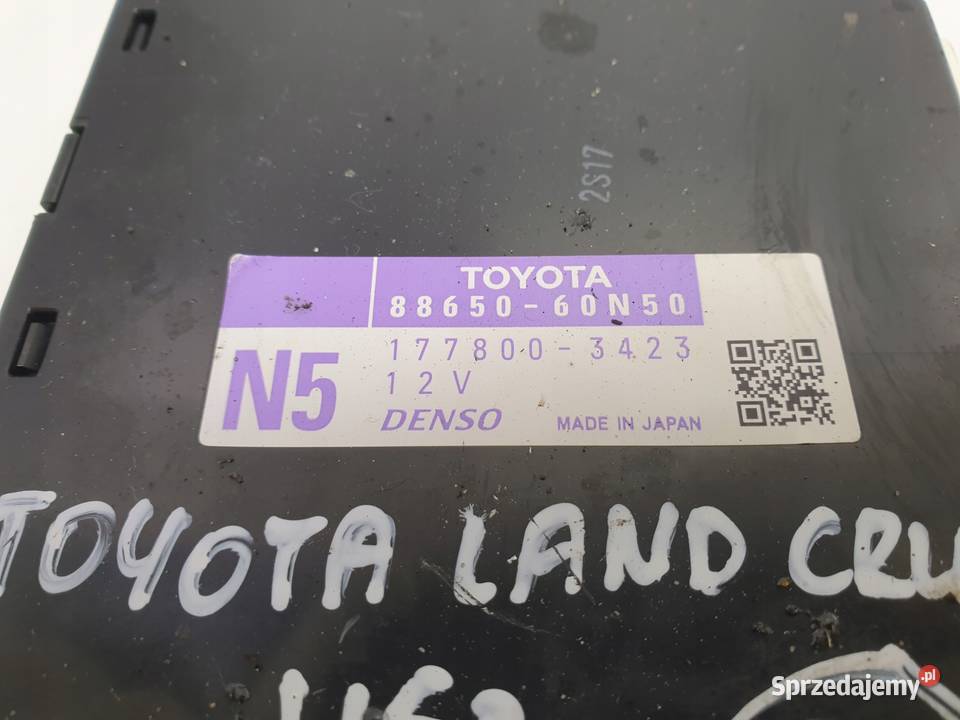 2S17
TOYOTA
88650-60N50
N5
177800-3423
12V
DENSO MADE IN JAPAN
TOYOTA LAND CRU
Sprzedajemy.pl